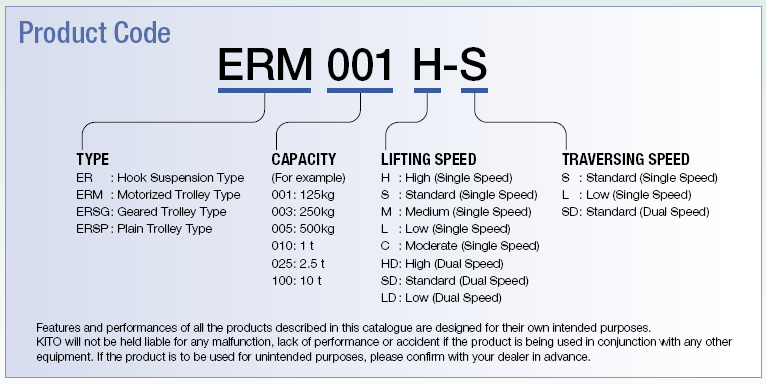 Product Code
ERM 001 H-S
TYPE
ER : Hook Suspension Type
ERM : Motorized Trolley Type
ERSG: Geared Trolley Type
ERSP : Plain Trolley Type
CAPACITY
(For example)
001: 125kg
003: 250kg
005: 500kg
010: 1 t
025: 2.5 t
100: 10 t
LIFTING SPEED
H : High (Single Speed)
S : Standard (Single Speed)
M : Medium (Single Speed)
L : Low (Single Speed)
C : Moderate (Single Speed)
HD: High (Dual Speed)
SD: Standard (Dual Speed)
LD: Low (Dual Speed)
TRAVERSING SPEED
S : Standard (Single Speed)
L : Low (Single Speed)
SD: Standard (Dual Speed)
Features and performances of all the products described in this catalogue are designed for their own intended purposes.
KITO will not be held liable for any malfunction, lack of performance or accident if the product is being used in conjunction with any other
equipment. If the product is to be used for unintended purposes, please confirm with your dealer in advance.